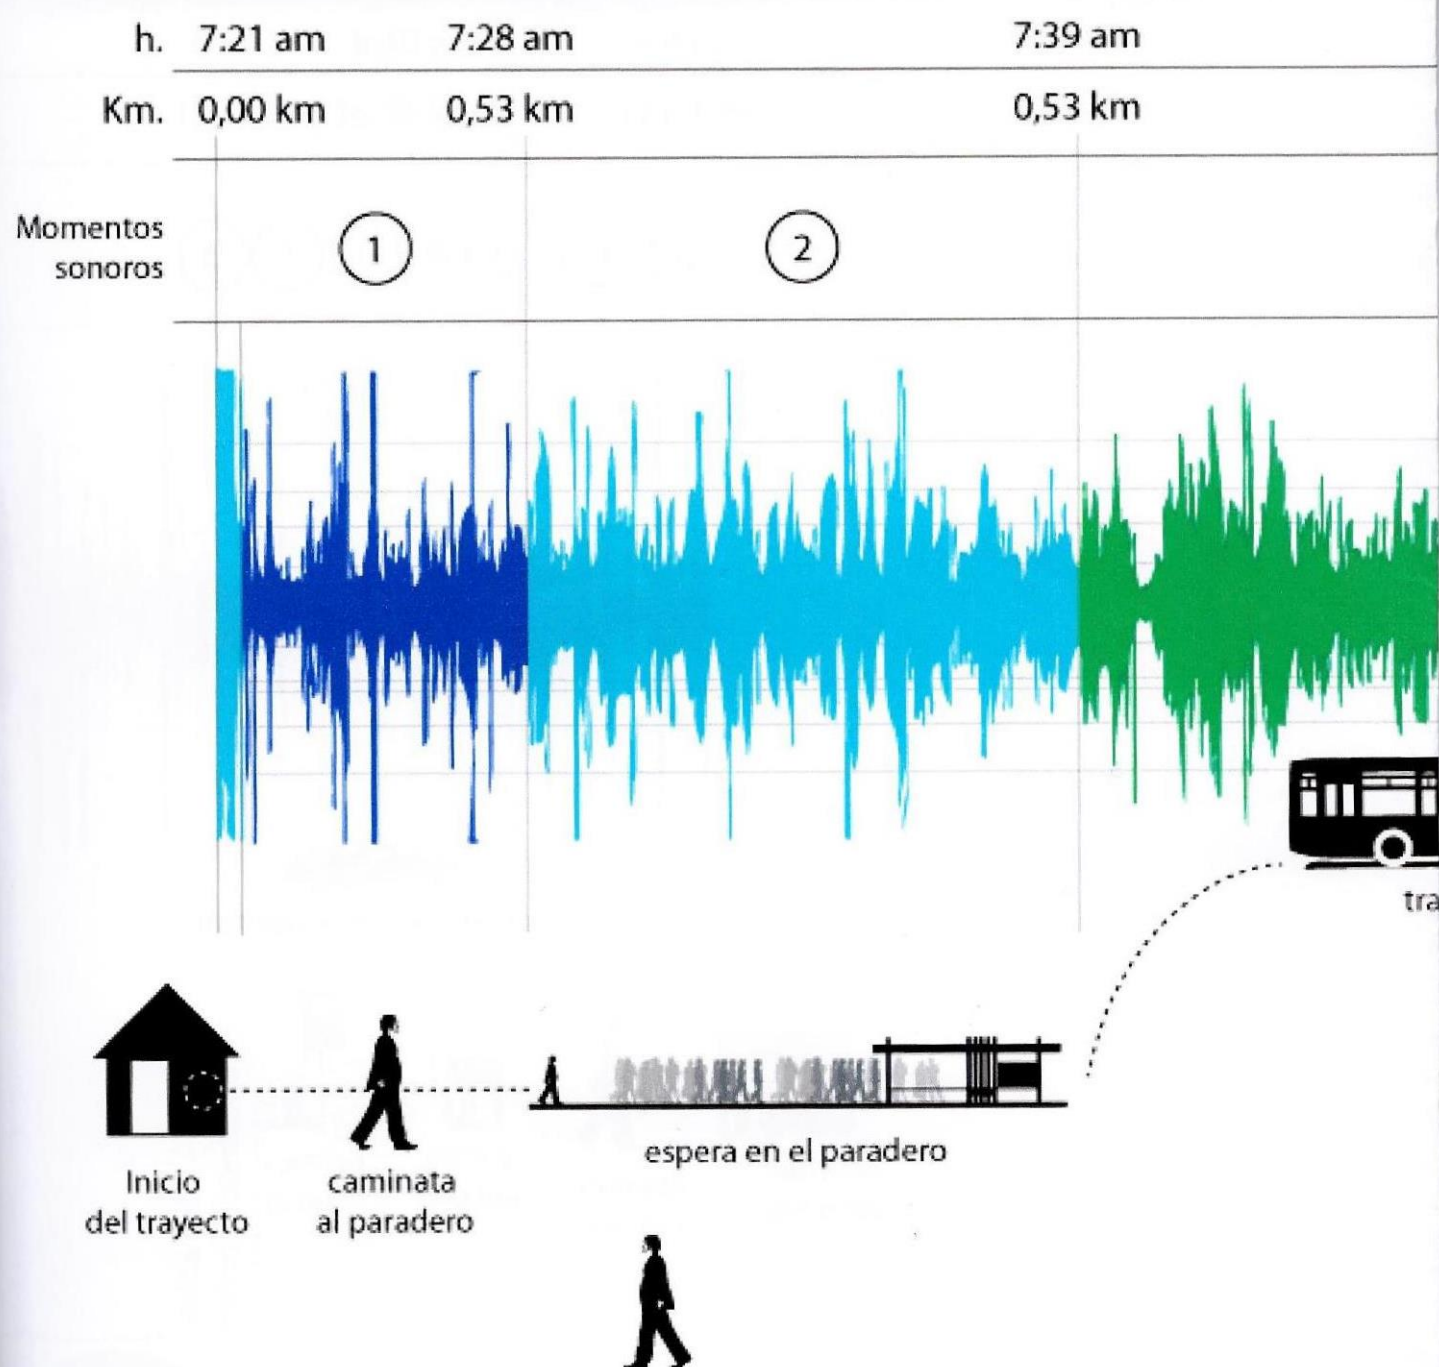 h. 7:21 am 7:28 am 7:39 am
Km. 0,00 km 0,53 km 0,53 km
Momentos
sonoros
1 2
tra
espera en el paradero
Inicio
del trayecto
caminata
al paradero